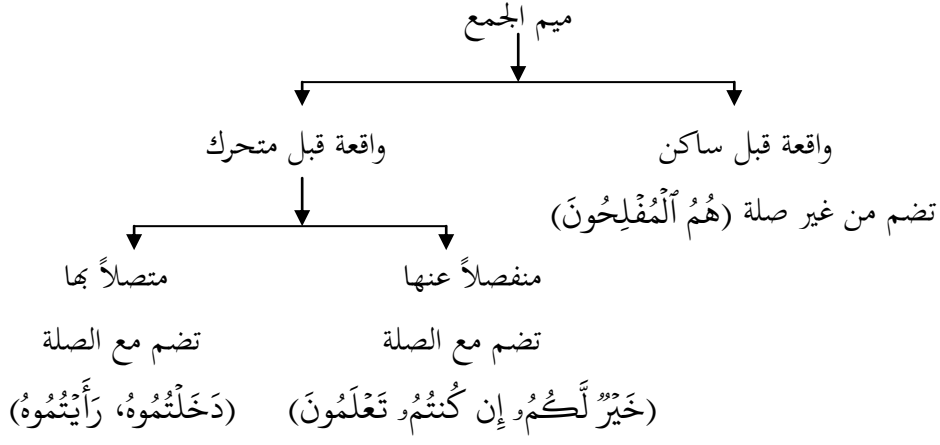 ميم الجمع
واقعة قبل ساكن
واقعة قبل متحرك
تضم من غير صلة (هُمُ ٱلْمُفْلِحُونَ)
منفصلاً عنها
متصلاً بها
تضم مع الصلة
تضم مع الصلة
(خَيْرٌ لَّكُمُۥ إِن كُنتُمُۥ تَعْلَمُونَ)
(دَخَلْتُمُوهُ، رَأَيْتُمُوهُ)